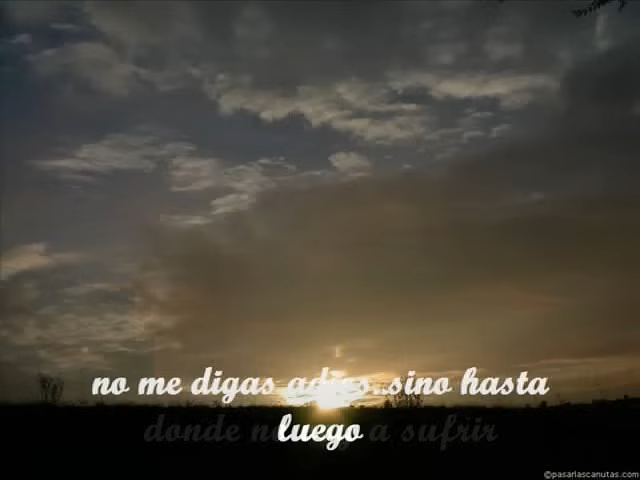 no me digas adios..sino hasta
luego
donde no a sufrir
©pasarlascanutas.com